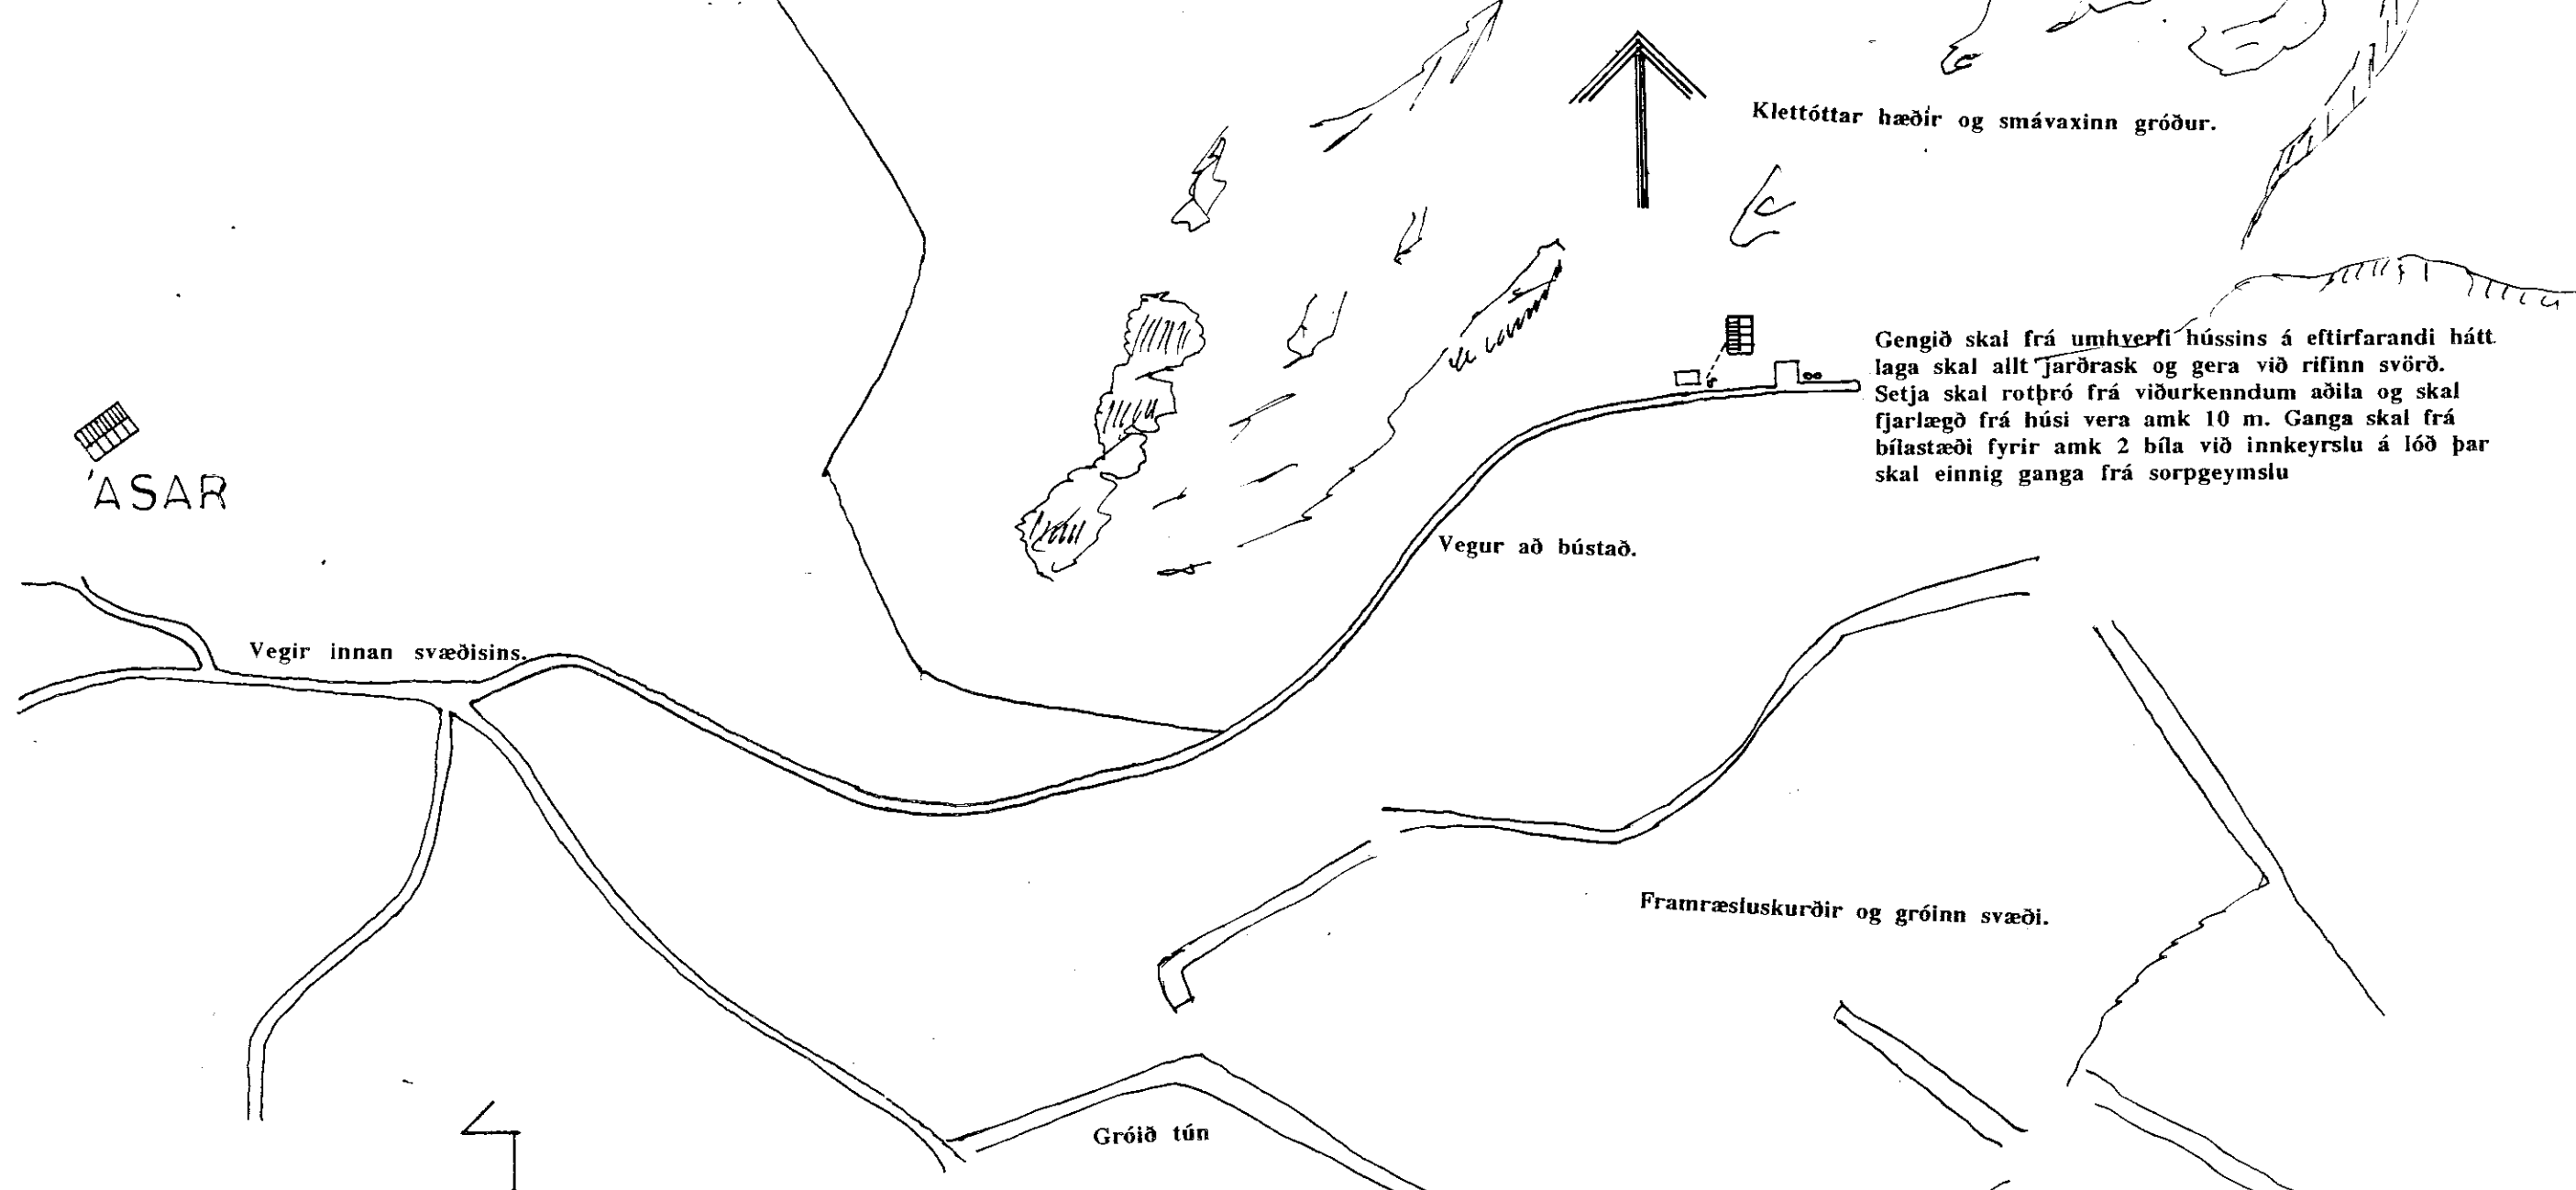 Klettóttar hæðir og smávaxinn gróður.
Gengið skal frá umhverfi hússins á eftirfarandi hátt
laga skal allt jarðrask og gera við rifinn svörð.
Setja skal rotþró frá viðurkenndum aðila og skal
fjarlægð frá húsi vera amk 10 m. Ganga skal frá
bílastæði fyrir amk 2 bíla við innkeyrslu á lóð þar
skal einnig ganga frá sorpgeymslu
ÁSAR
Vegur að bústað.
Vegir innan svæðisins.
Framræsluskurðir og gróinn svæði.
Gróið tún